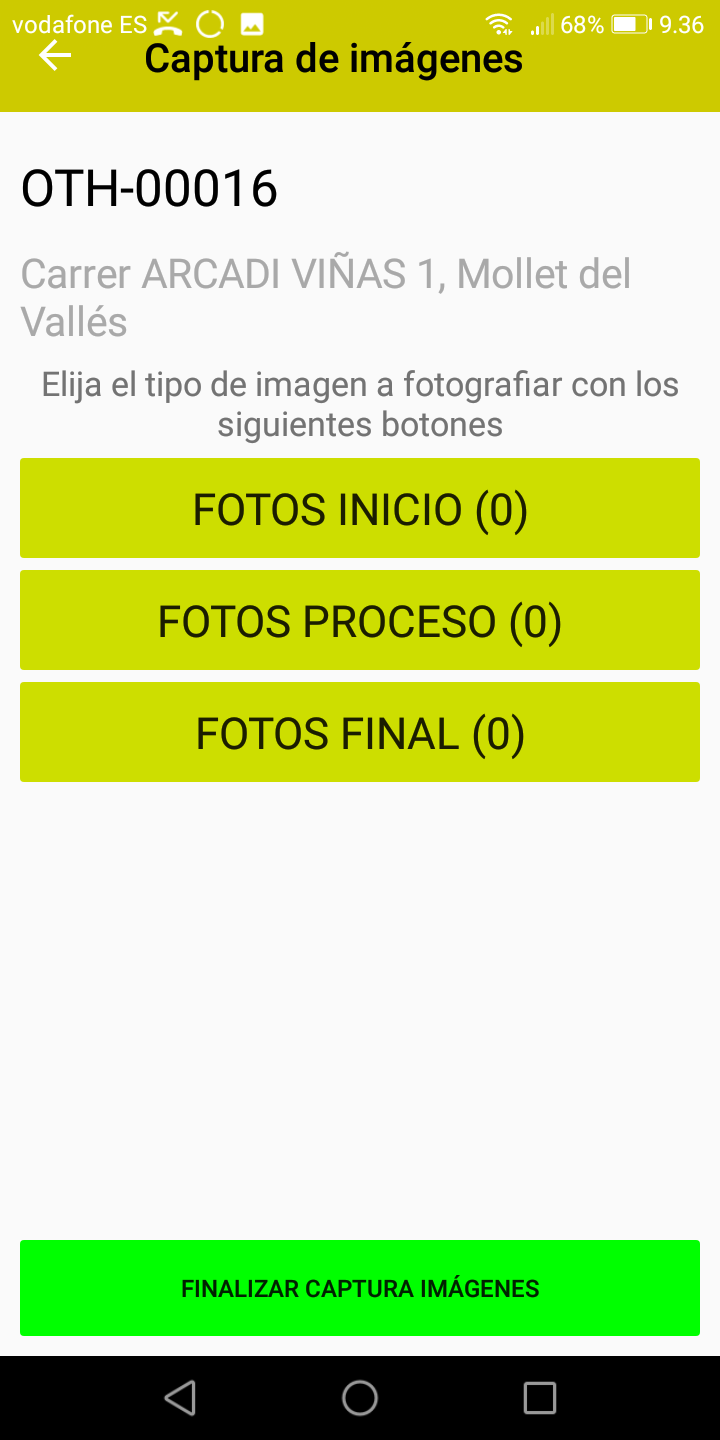 vodafone ES 68% 9.36
Captura de imágenes
OTH-00016
Carrer ARCADI VIÑAS 1, Mollet del
Vallés
Elija el tipo de imagen a fotografiar con los
siguientes botones
FOTOS INICIO (0)
FOTOS PROCESO (0)
FOTOS FINAL (0)
FINALIZAR CAPTURA IMÁGENES